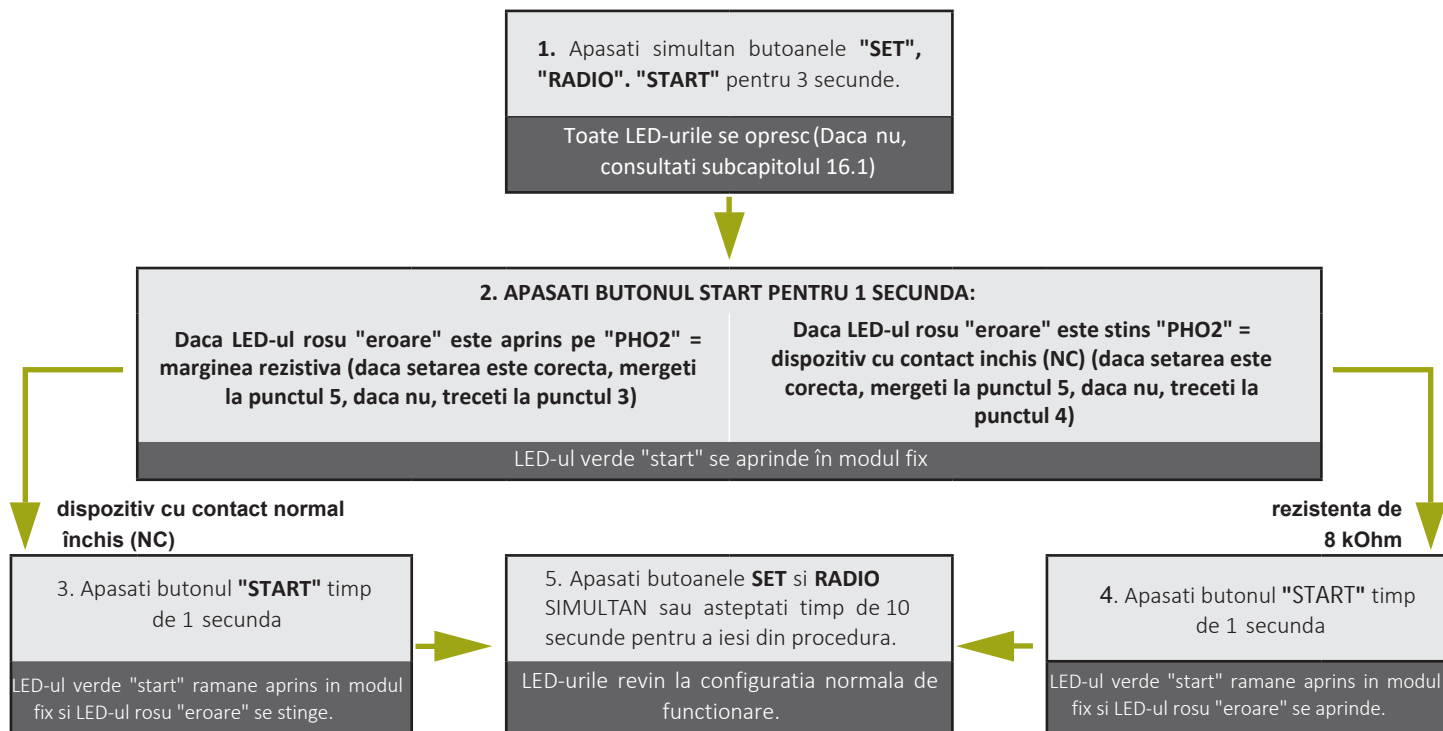 1. Apasati simultan butoanele "SET",
"RADIO". "START" pentru 3 secunde.
Toate LED-urile se opresc (Daca nu,
consultati subcapitolul 16.1)
2. APASATI BUTONUL START PENTRU 1 SECUNDA:
Daca LED-ul rosu "eroare" este aprins pe "PHO2" =
marginea rezistiva (daca setarea este corecta, mergeti
la punctul 5, daca nu, treceti la punctul 3)
Daca LED-ul rosu "eroare" este stins "PHO2" =
dispozitiv cu contact inchis (NC) (daca setarea este
corecta, mergeti la punctul 5, daca nu, treceti la
punctul 4)
LED-ul verde "start" se aprinde în modul fix
dispozitiv cu contact normal
închis (NC)
rezistenta de
8 kOhm
3. Apasati butonul "START" timp
de 1 secunda
LED-ul verde "start" ramane aprins in modul
fix si LED-ul rosu "eroare" se stinge.
5. Apasati butoanele SET si RADIO
SIMULTAN sau asteptati timp de 10
secunde pentru a iesi din procedura.
LED-urile revin la configuratia normala de
functionare.
4. Apasati butonul "START" timp
de 1 secunda
LED-ul verde "start" ramane aprins in modul
fix si LED-ul rosu "eroare" se aprinde.